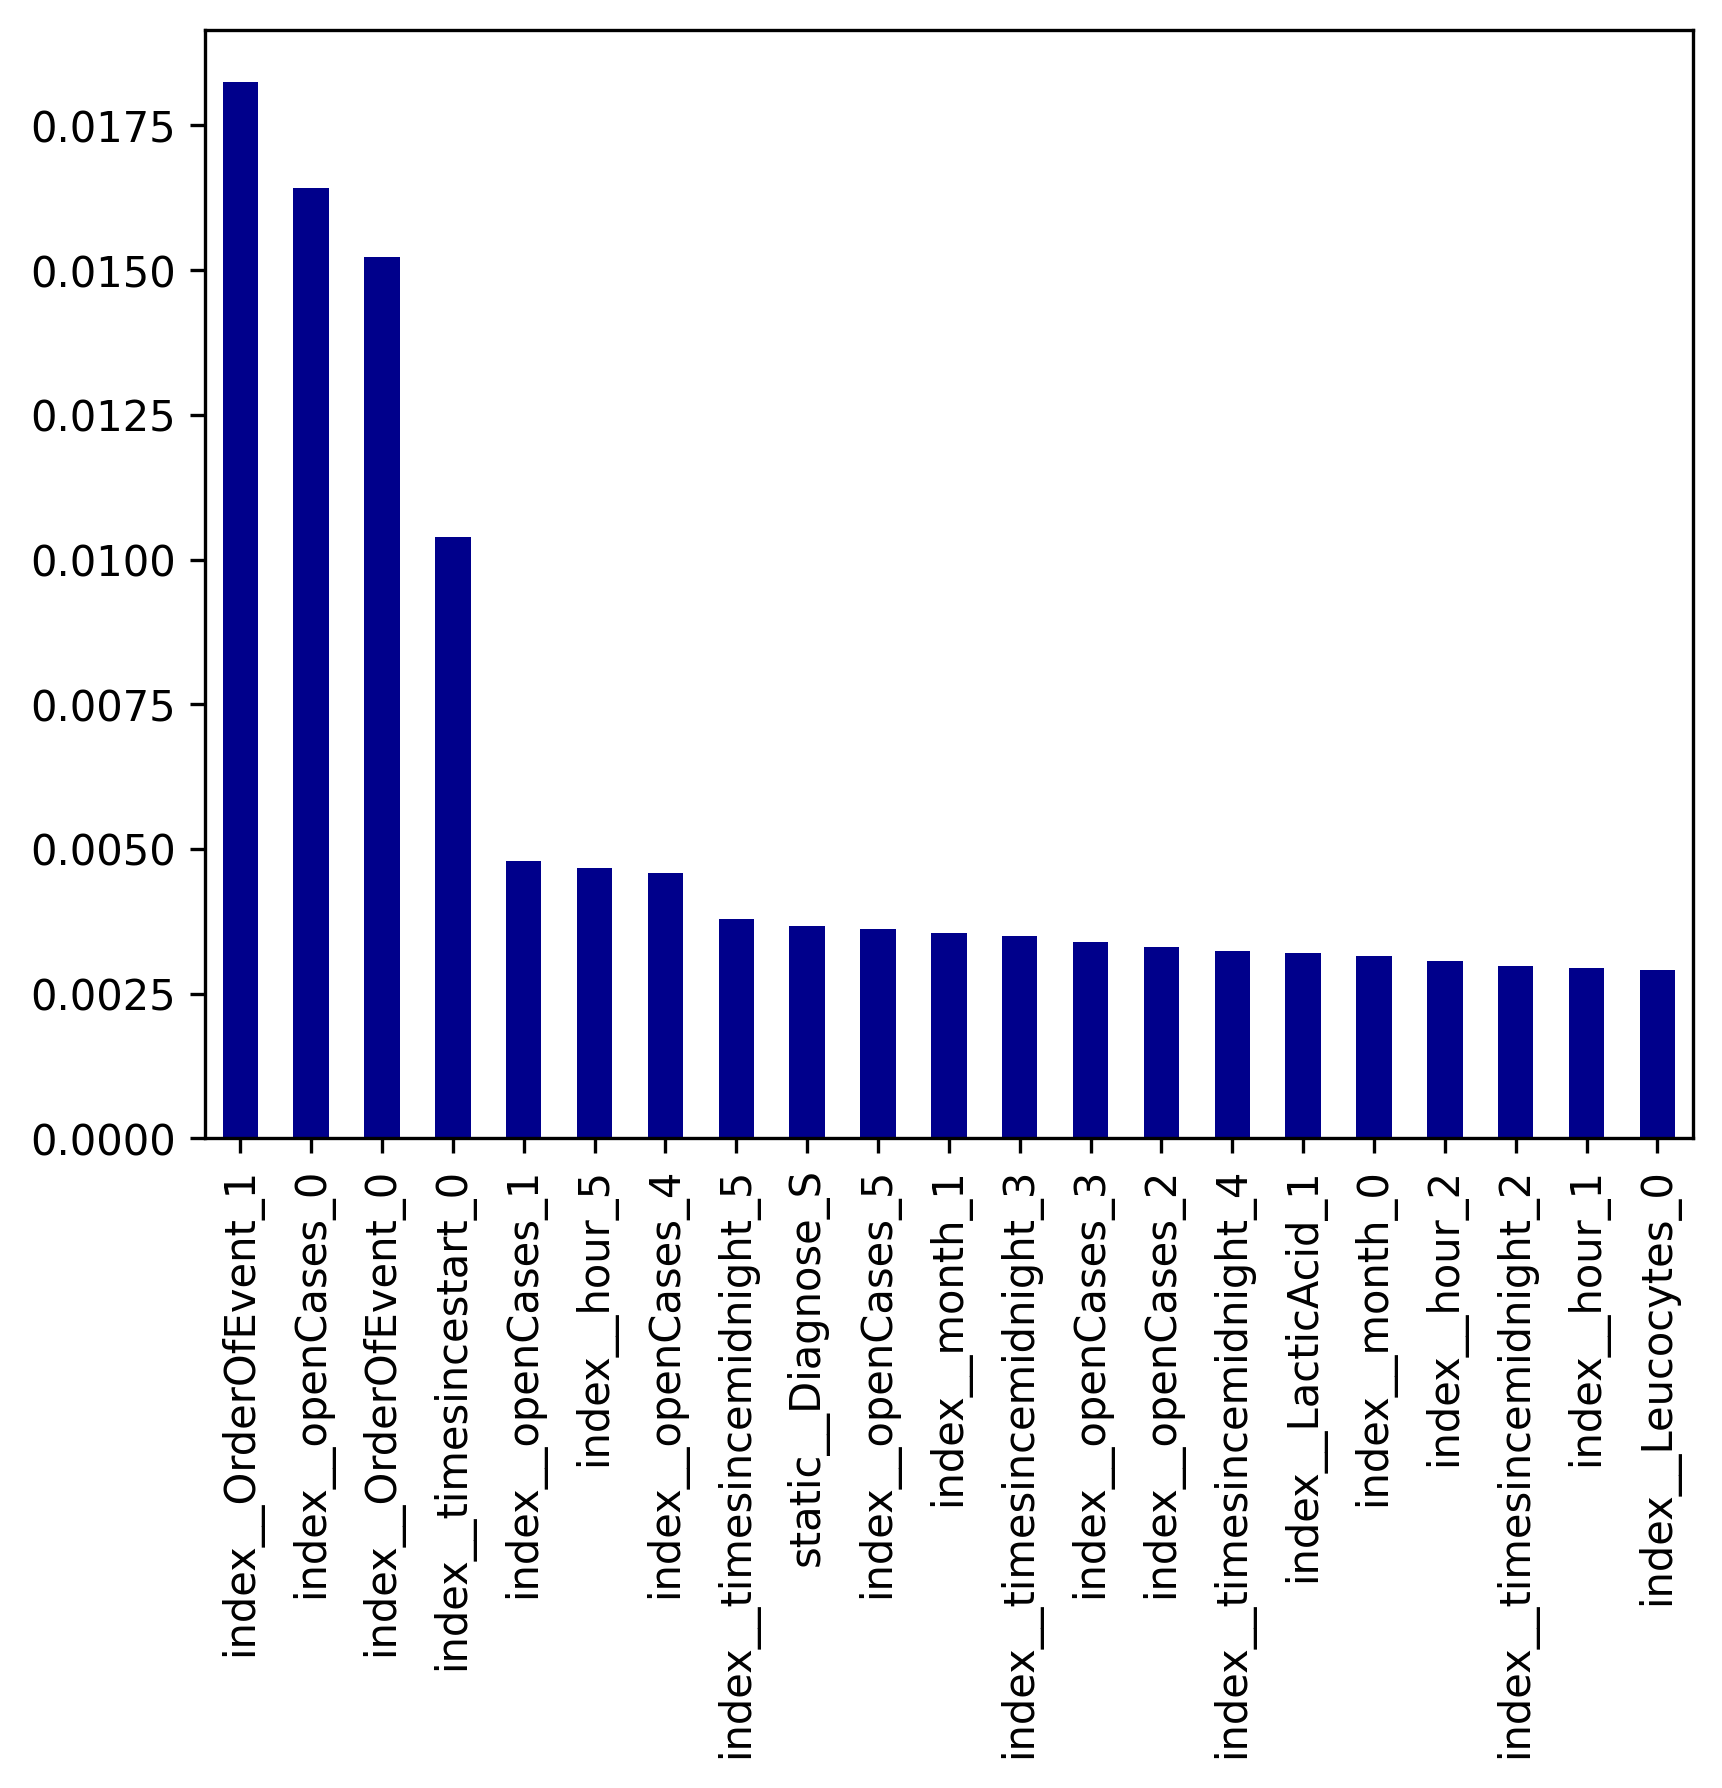 0.0175
0.0150
0.0125
0.0100
0.0075
0.0050
0.0025
0.0000
index__OrderOfEvent_1
index__openCases_0
index__OrderOfEvent_0
index__timesincestart_0
index__openCases_1
index__hour_5
index__openCases_4
index__timesincemidnight_5
static__Diagnose_S
index__openCases_5
index__month_1
index__timesincemidnight_3
index__openCases_3
index__openCases_2
index__timesincemidnight_4
index__LacticAcid_1
index__month_0
index__hour_2
index__timesincemidnight_2
index__hour_1
index__Leucocytes_0